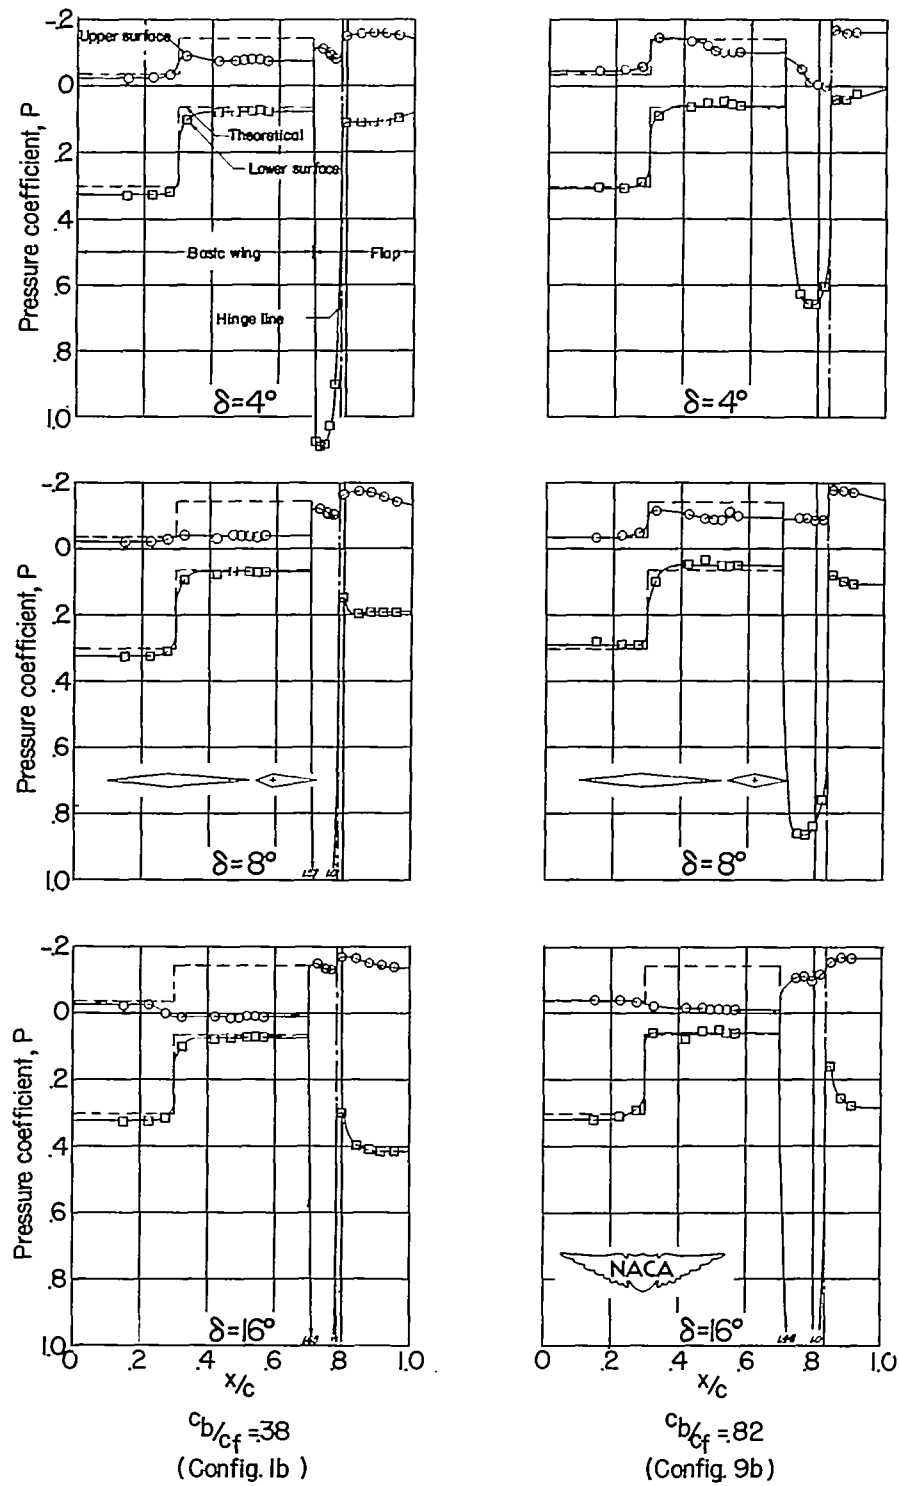 -.2
Upper surface
0
Theoretical
.2
Lower surface
.4
Basic wing
Flap
.6
Hinge line
.8
1.0
Pressure coefficient, P
δ=4°
δ=4°
-.2
0
.2
.4
.6
.8
1.0
Pressure coefficient, P
δ=8°
δ=8°
-.2
0
.2
.4
.6
.8
1.0
Pressure coefficient, P
NACA
δ=16°
δ=16°
0 .2 .4 .6 .8 1.0
x/c
0 .2 .4 .6 .8 1.0
x/c
cb/cf =.38
(Config. 1b )
cb/cf =.82
(Config. 9b)